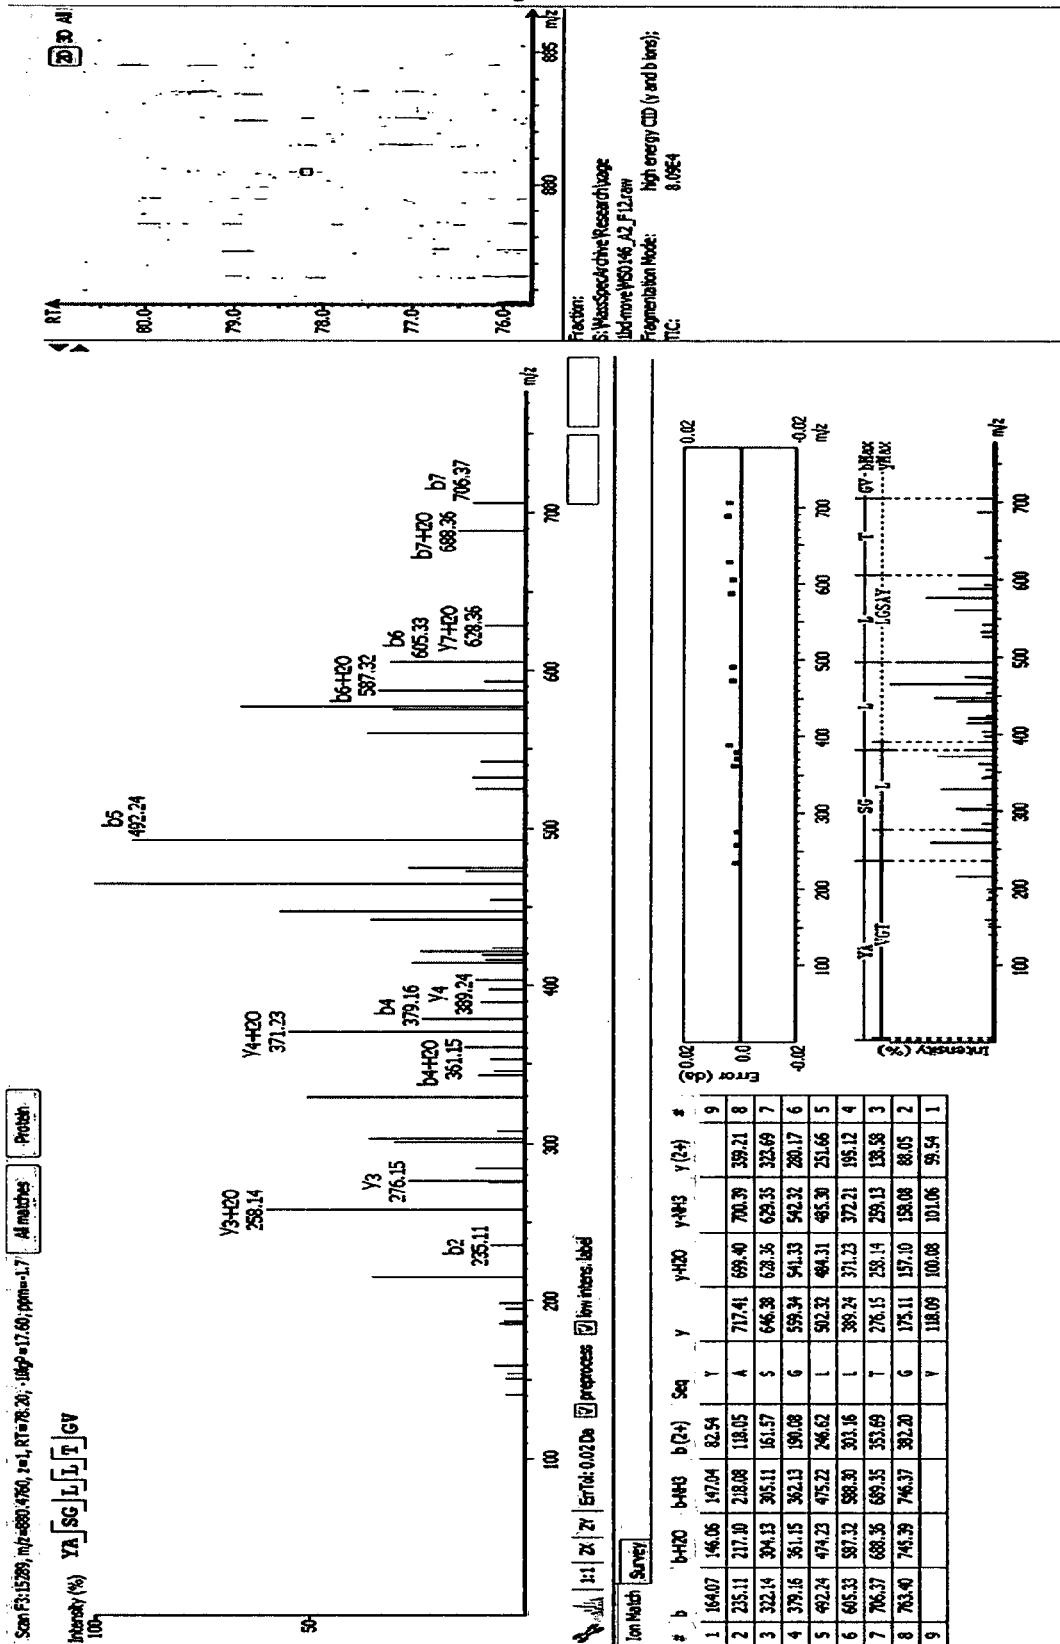 Scan F3:15289, m/z=880.4760, z=1, RT=78.20, -10lgP=17.60, ppm=-1.7
All matches
Protein
Intensity (%)
YA SG L L T GV
100
50
b2
235.11
Y3+H2O
258.14
Y3
276.15
b4+H2O
361.15
Y4+H2O
371.23
b4
379.16
Y4
389.24
b5
492.24
b6+H2O
587.32
b6
605.33
Y7+H2O
628.36
b7+H2O
688.36
b7
706.37
100 200 300 400 500 600 700 m/z
2D 3D All
RT
80.0
79.0
78.0
77.0
76.0
880 885 m/z
Fraction:
Fragmentation Mode: high energy CID (y and b ions);
TIC: 8.09E4
1:1 2X 2Y ErrTol: 0.02Da preprocess low intens. label
Ion Match Survey
# b b-H2O b-NH3 b (2+) Seq y y-H2O y-NH3 y (2+) #
1 164.07 146.06 147.04 82.54 Y 9
2 235.11 217.10 218.08 118.05 A 717.41 699.40 700.39 359.21 8
3 322.14 304.13 305.11 161.57 S 646.38 628.36 629.35 323.69 7
4 379.16 361.15 362.13 190.08 G 559.34 541.33 542.32 280.17 6
5 492.24 474.23 475.22 246.62 L 502.32 484.31 485.30 251.66 5
6 605.33 587.32 588.30 303.16 L 389.24 371.23 372.21 195.12 4
7 706.37 688.36 689.35 353.69 T 276.15 258.14 259.13 138.58 3
8 763.40 745.39 746.37 382.20 G 175.11 157.10 158.08 88.05 2
9 V 118.09 100.08 101.06 59.54 1
Error (da)
0.02
0.0
-0.02
0.02
-0.02
100 200 300 400 500 600 700 m/z
YA SG L L T GV-bMax
VGT L LGSAY yMax
Intensity (%)
100 200 300 400 500 600 700 m/z